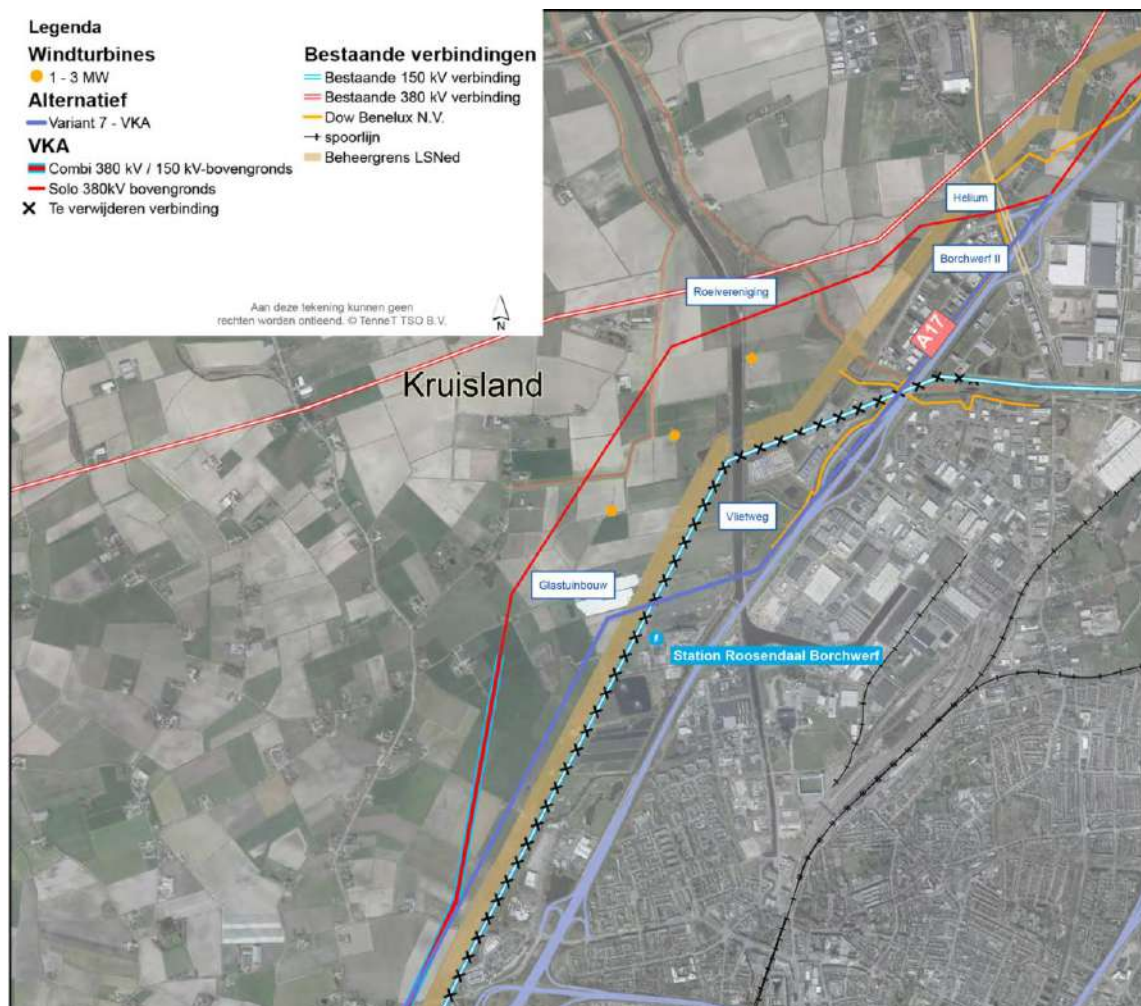 Legenda
Windturbines
1 - 3 MW
Alternatief
Variant 7 - VKA
VKA
Combi 380 kV / 150 kV-bovengronds
Solo 380kV bovengronds
Te verwijderen verbinding
Bestaande verbindingen
Bestaande 150 kV verbinding
Bestaande 380 kV verbinding
Dow Benelux N.V.
spoorlijn
Beheergrens LSNed
Aan deze tekening kunnen geen
rechten worden ontleend. © TenneT TSO B.V.
N
Helium
Borchwerf II
Roeivereniging
A17
Kruisland
Vlietweg
Glastuinbouw
Station Roosendaal Borchwerf